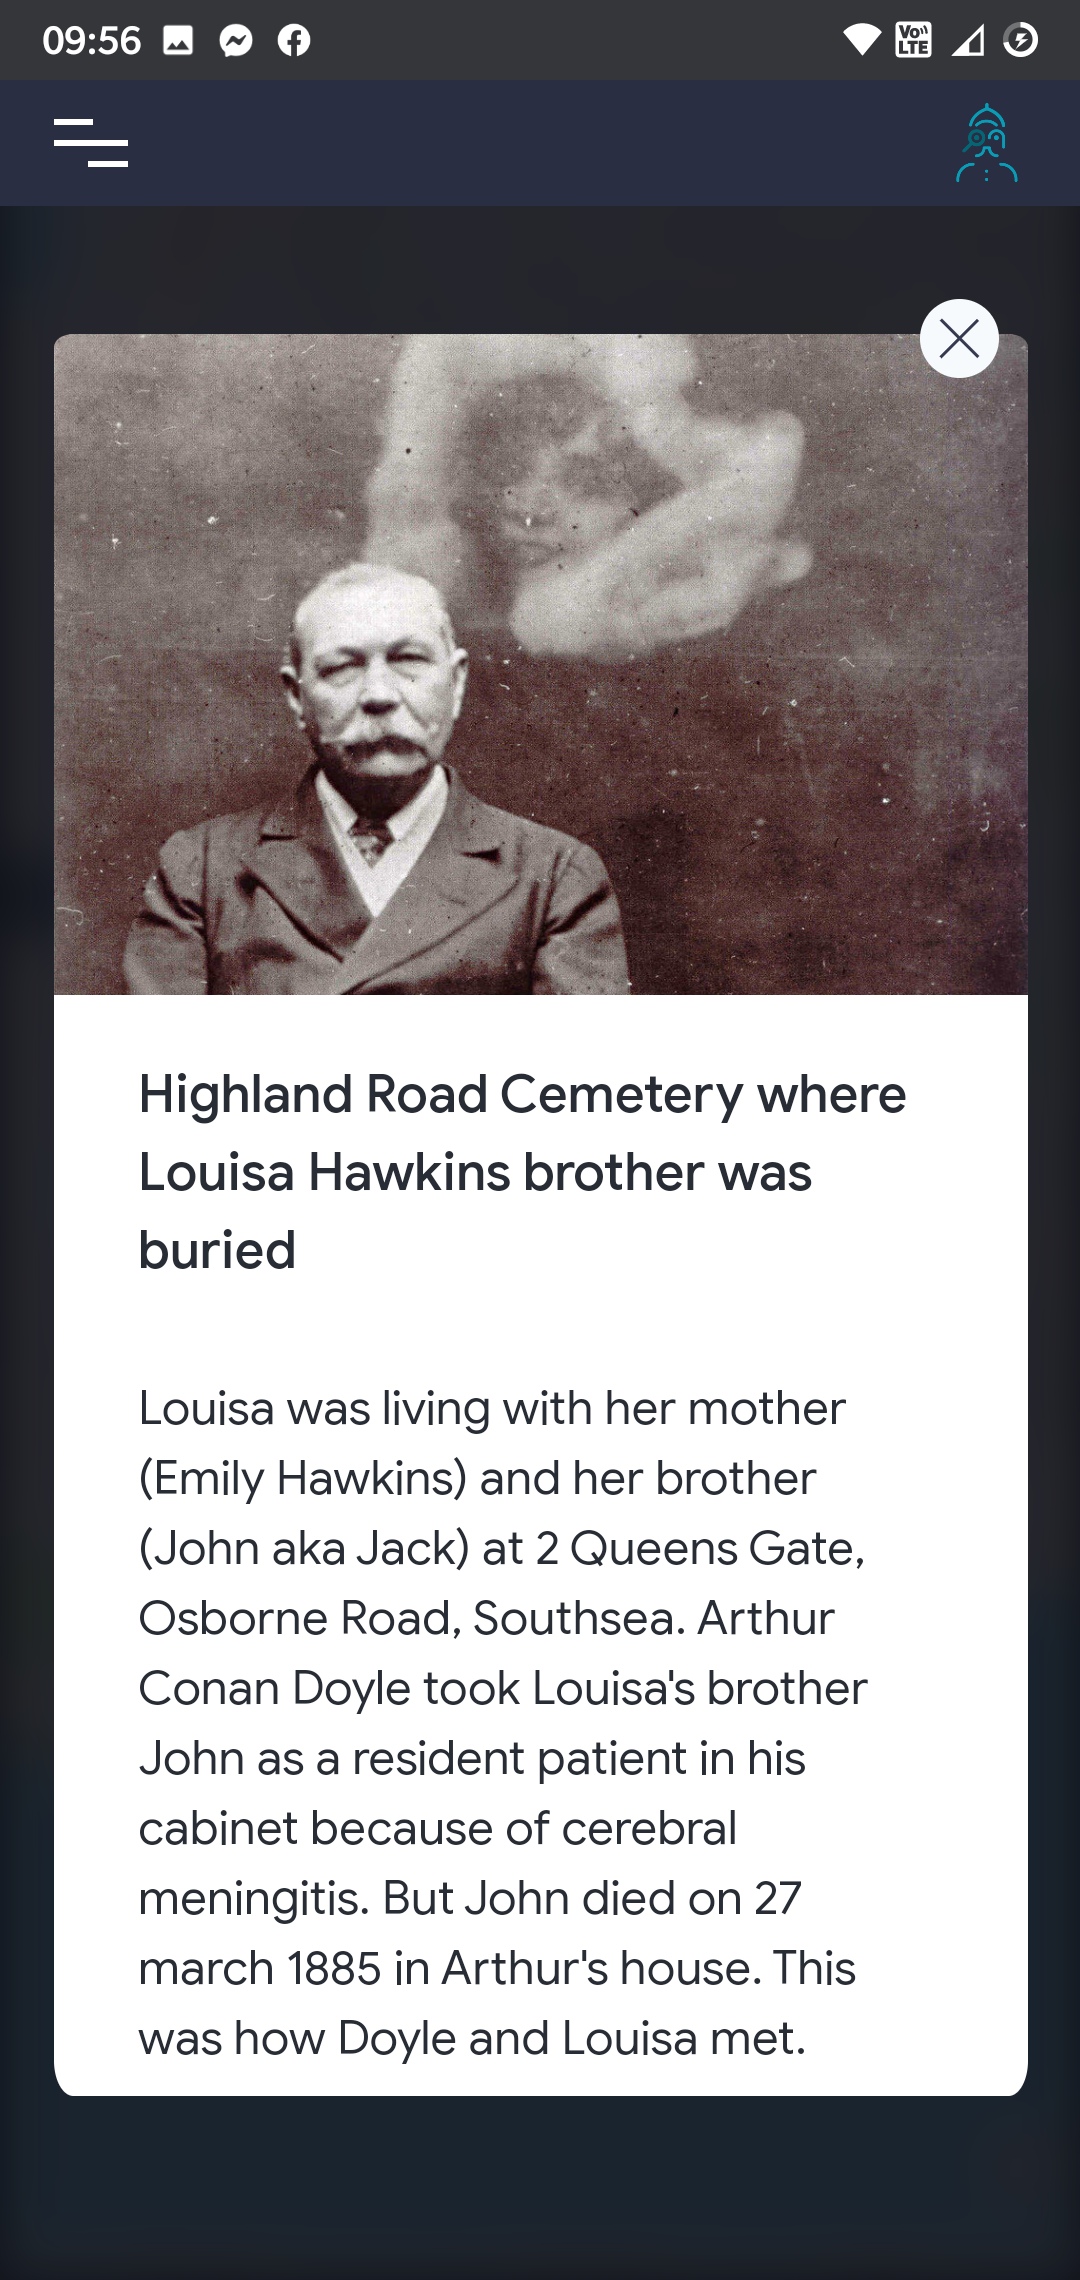 09:56
Vo))
LTE
Highland Road Cemetery where
Louisa Hawkins brother was
buried
Louisa was living with her mother
(Emily Hawkins) and her brother
(John aka Jack) at 2 Queens Gate,
Osborne Road, Southsea. Arthur
Conan Doyle took Louisa's brother
John as a resident patient in his
cabinet because of cerebral
meningitis. But John died on 27
march 1885 in Arthur's house. This
was how Doyle and Louisa met.